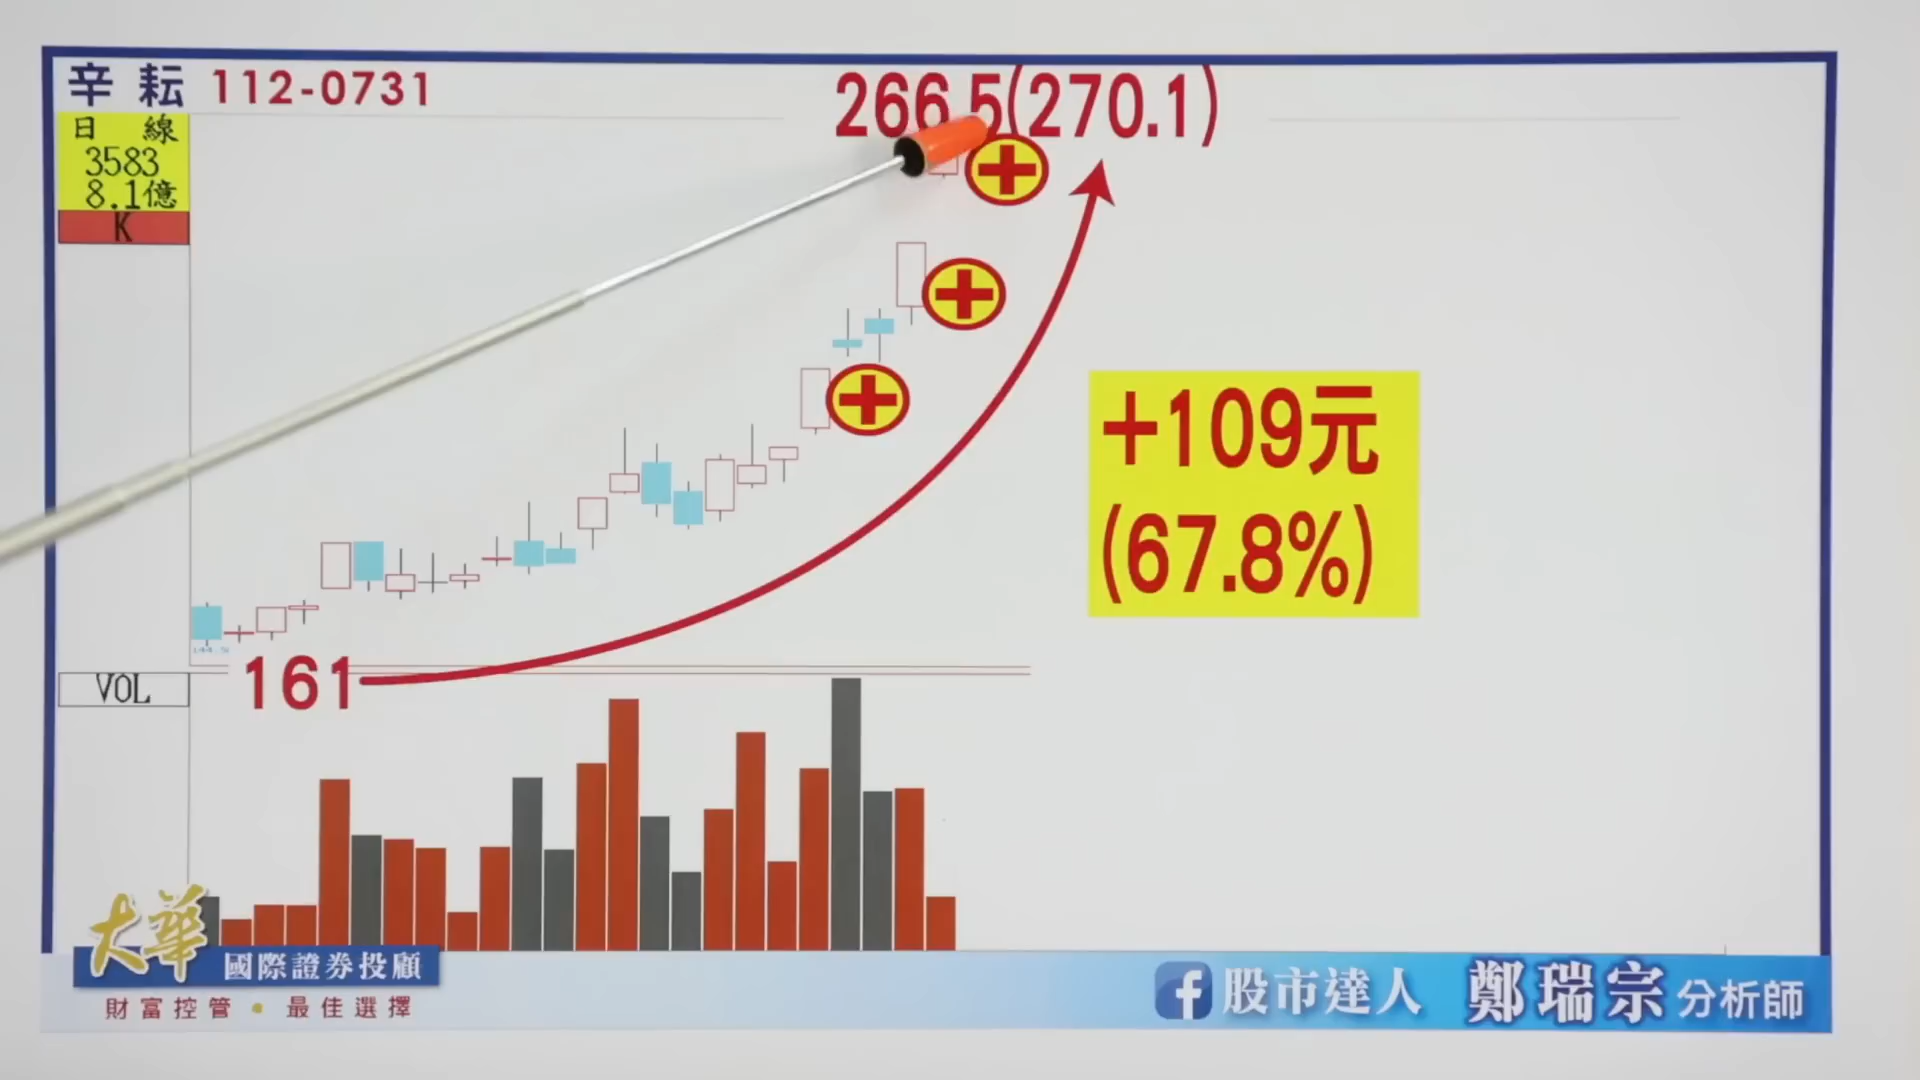 辛耘 112-0731
266.5(270.1)
日 線
3583
8.1億
K
+109元
(67.8%)
161
VOL
大華
國際證券投顧
財富控管 • 最佳選擇
股市達人 鄭瑞宗 分析師